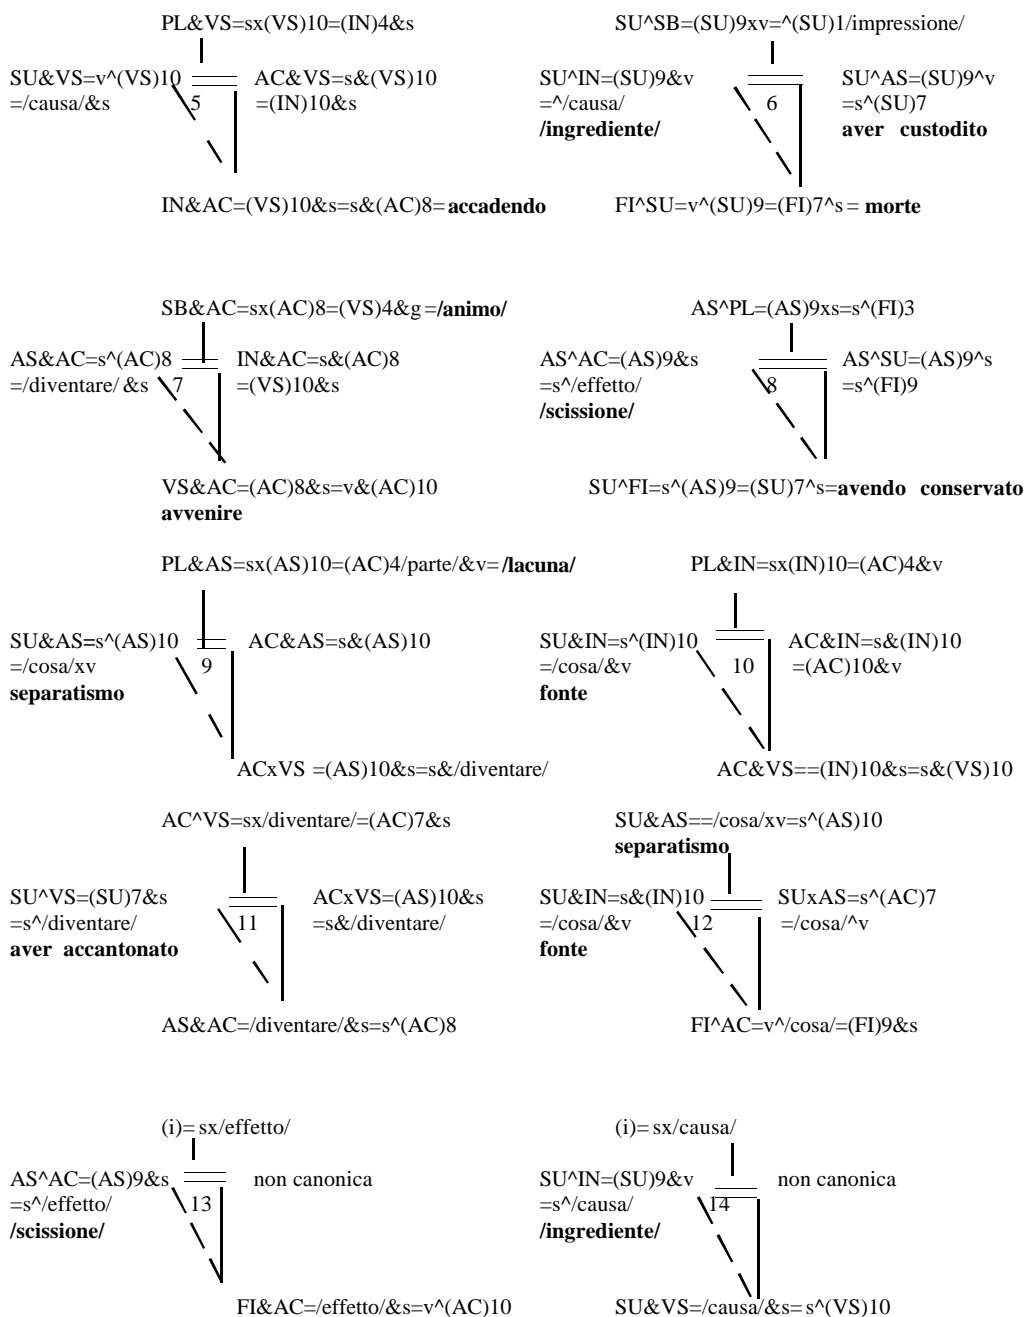 PL&VS=sx(VS)10=(IN)4&s
SU&VS=v^(VS)10
=/causa/&s
5
AC&VS=s&(VS)10
=(IN)10&s
IN&AC=(VS)10&s=s&(AC)8= accadendo
SU^SB=(SU)9xv=^(SU)1/impressione/
SU^IN=(SU)9&v
=^/causa/
/ingrediente/
6
SU^AS=(SU)9^v
=s^(SU)7
aver custodito
FI^SU=v^(SU)9=(FI)7^s= morte
SB&AC=sx(AC)8=(VS)4&g=/animo/
AS&AC=s^(AC)8
=/diventare/ &s
7
IN&AC=s&(AC)8
=(VS)10&s
VS&AC=(AC)8&s=v&(AC)10
avvenire
AS^PL=(AS)9xs=s^(FI)3
AS^AC=(AS)9&s
=s^/effetto/
/scissione/
8
AS^SU=(AS)9^s
=s^(FI)9
SU^FI=s^(AS)9=(SU)7^s=avendo conservato
PL&AS=sx(AS)10=(AC)4/parte/&v= /lacuna/
SU&AS=s^(AS)10
=/cosa/xv
separatismo
9
AC&AS=s&(AS)10
ACxVS =(AS)10&s=s&/diventare/
PL&IN=sx(IN)10=(AC)4&v
SU&IN=s^(IN)10
=/cosa/&v
fonte
10
AC&IN=s&(IN)10
=(AC)10&v
AC&VS==(IN)10&s=s&(VS)10
AC^VS=sx/diventare/=(AC)7&s
SU^VS=(SU)7&s
=s^/diventare/
aver accantonato
11
ACxVS=(AS)10&s
=s&/diventare/
AS&AC=/diventare/&s=s^(AC)8
SU&AS==/cosa/xv=s^(AS)10
separatismo
SU&IN=s&(IN)10
=/cosa/&v
fonte
12
SUxAS=s^(AC)7
=/cosa/^v
FI^AC=v^/cosa/=(FI)9&s
(i)= sx/effetto/
AS^AC=(AS)9&s
=s^/effetto/
/scissione/
13
non canonica
FI&AC=/effetto/&s=v^(AC)10
(i)= sx/causa/
SU^IN=(SU)9&v
=s^/causa/
/ingrediente/
14
non canonica
SU&VS=/causa/&s= s^(VS)10